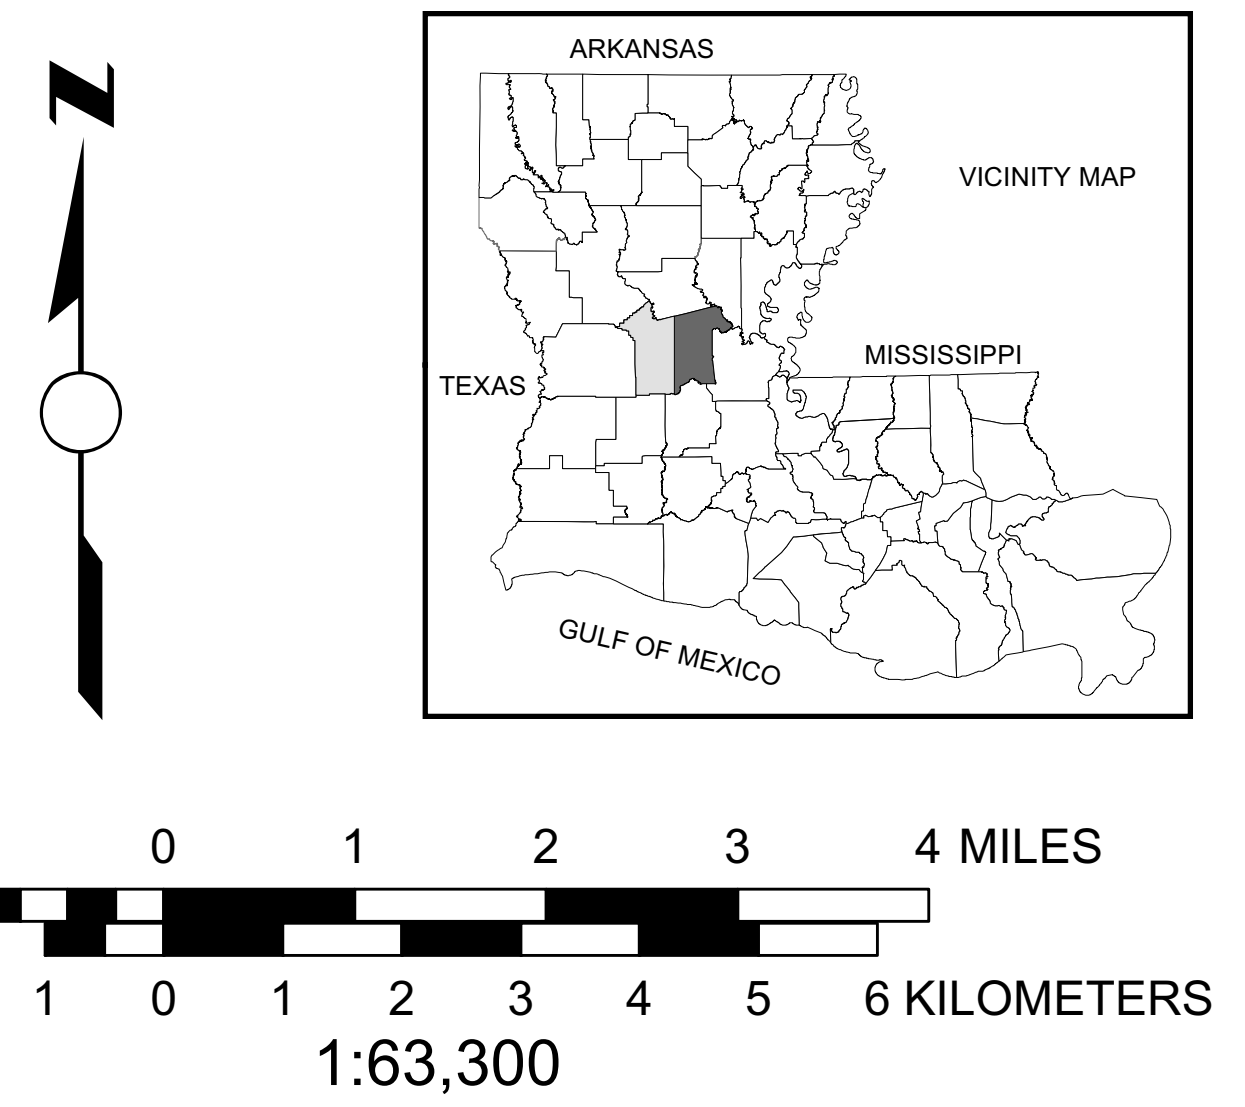 N
ARKANSAS
VICINITY MAP
MISSISSIPPI
TEXAS
GULF OF MEXICO
0 1 2 3 4 MILES
1 0 1 2 3 4 5 6 KILOMETERS
1:63,300